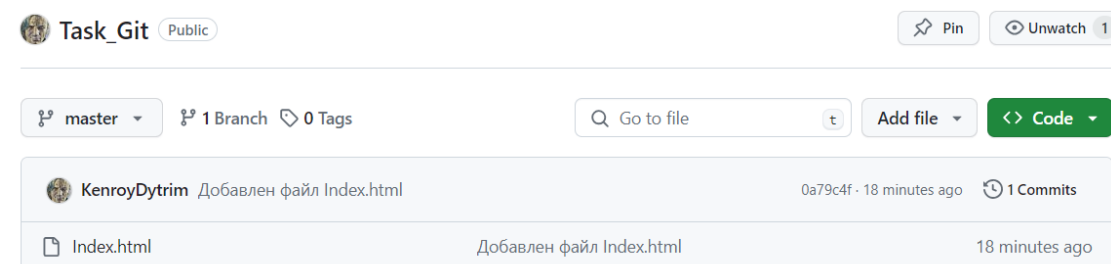 Task_Git Public Pin Unwatch 1
master 1 Branch 0 Tags Go to file t Add file Code
KenroyDytrim Добавлен файл Index.html 0a79c4f · 18 minutes ago 1 Commits
Index.html Добавлен файл Index.html 18 minutes ago